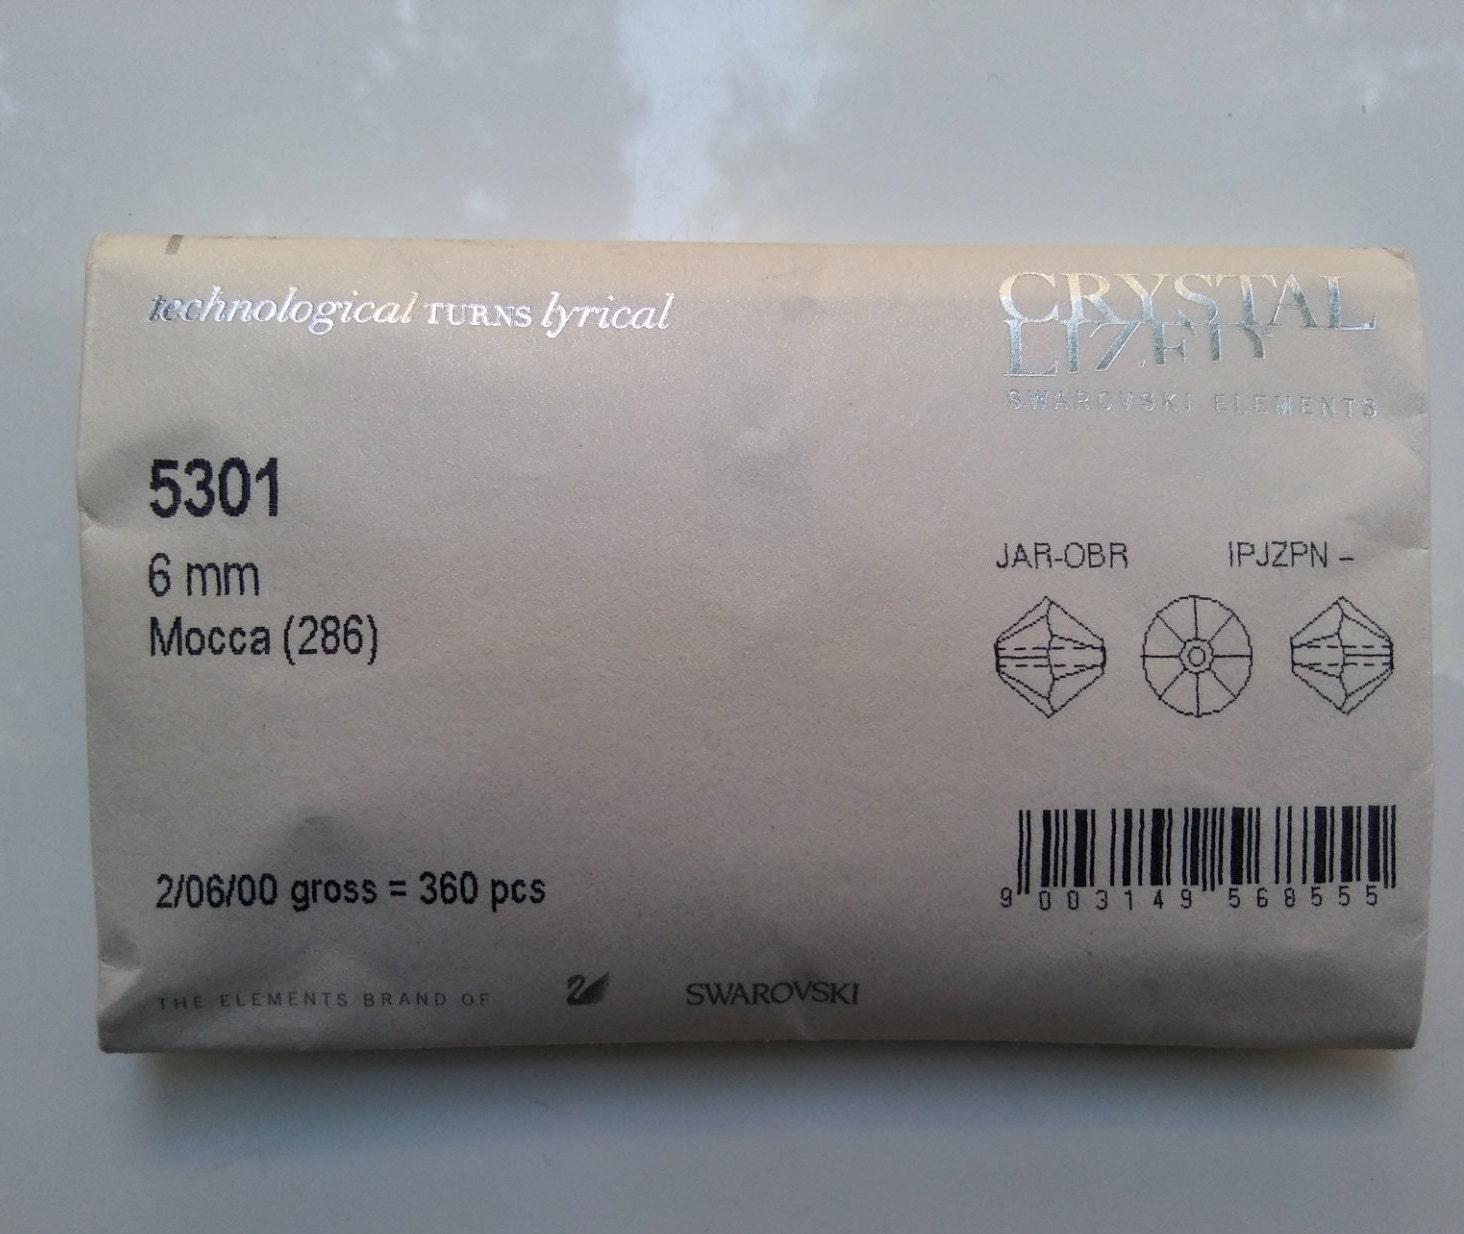 technological TURNS lyrical
CRYSTAL
LIZED
SWAROVSKI ELEMENTS
5301
6 mm
Mocca (286)
JAR-OBR IPJZPN -
2/06/00 gross = 360 pcs
9 003149 568555
THE ELEMENTS BRAND OF SWAROVSKI